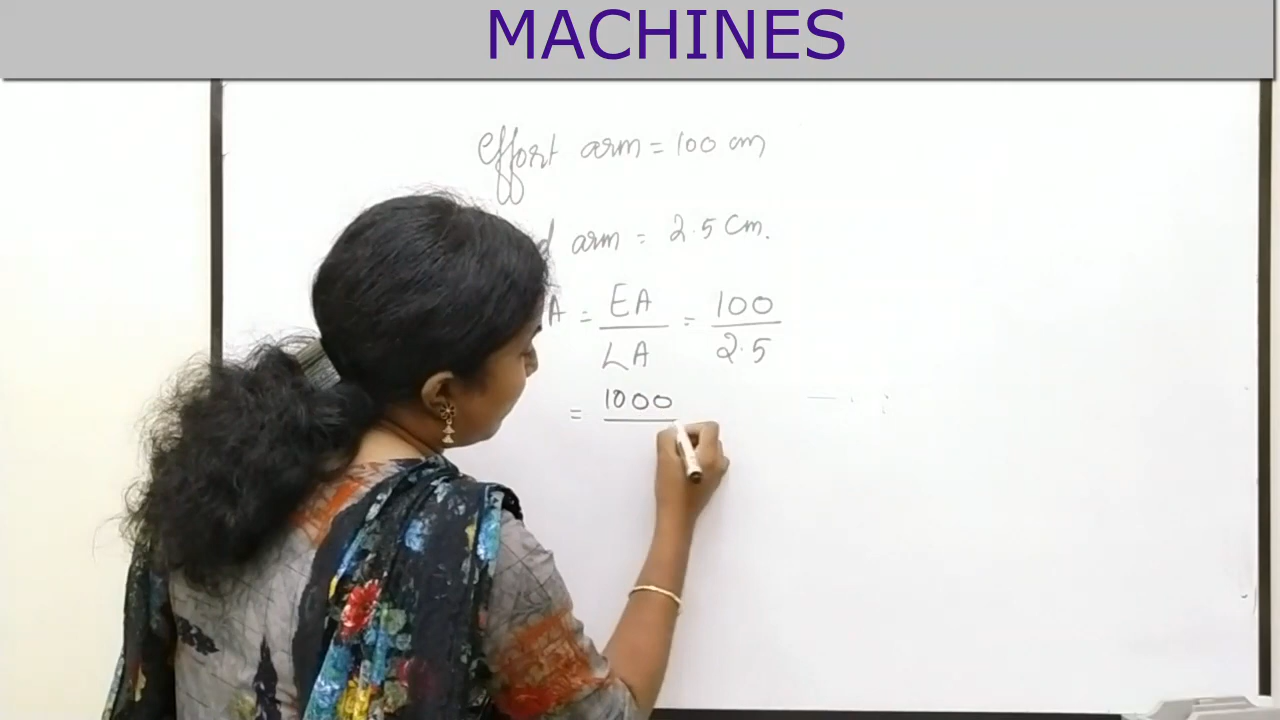 MACHINES
effort arm = 100 cm
d arm = 2.5 cm.
A = EA / LA = 100 / 2.5
= 1000